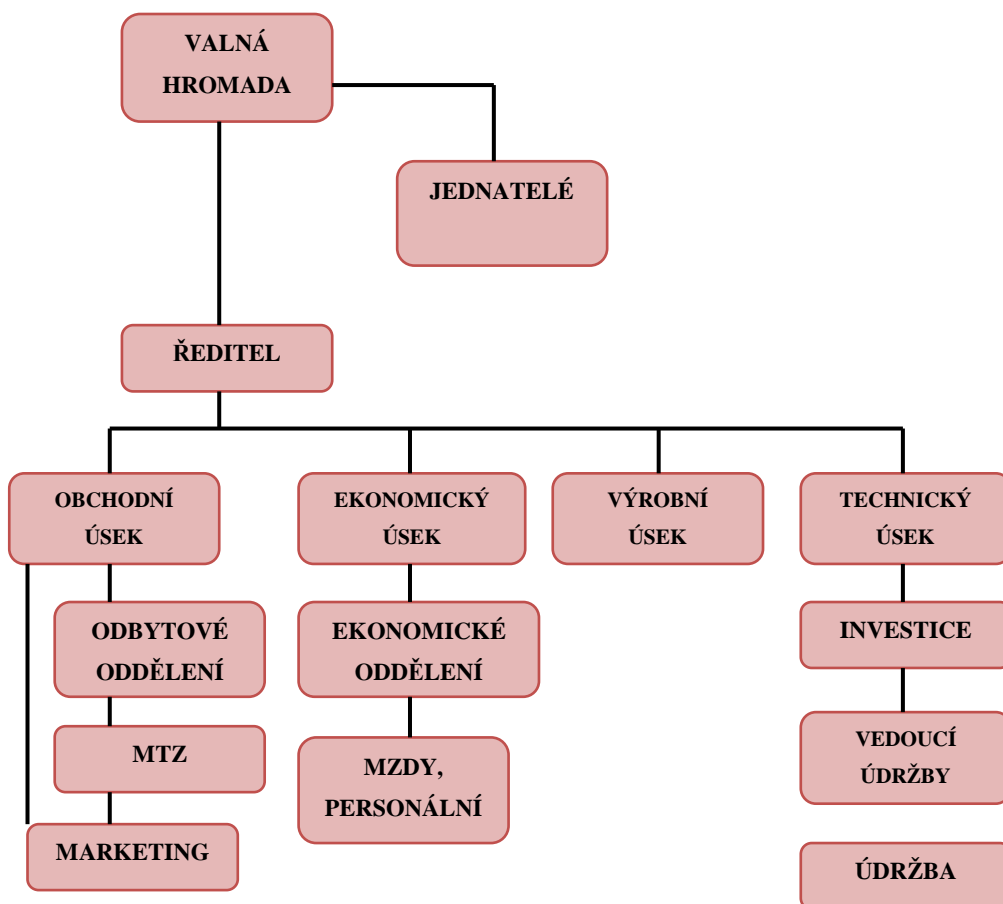 VALNÁ
HROMADA
JEDNATELÉ
ŘEDITEL
OBCHODNÍ
ÚSEK
EKONOMICKÝ
ÚSEK
VÝROBNÍ
ÚSEK
TECHNICKÝ
ÚSEK
ODBYTOVÉ
ODDĚLENÍ
EKONOMICKÉ
ODDĚLENÍ
INVESTICE
MTZ
MZDY,
PERSONÁLNÍ
VEDOUCÍ
ÚDRŽBY
MARKETING
ÚDRŽBA